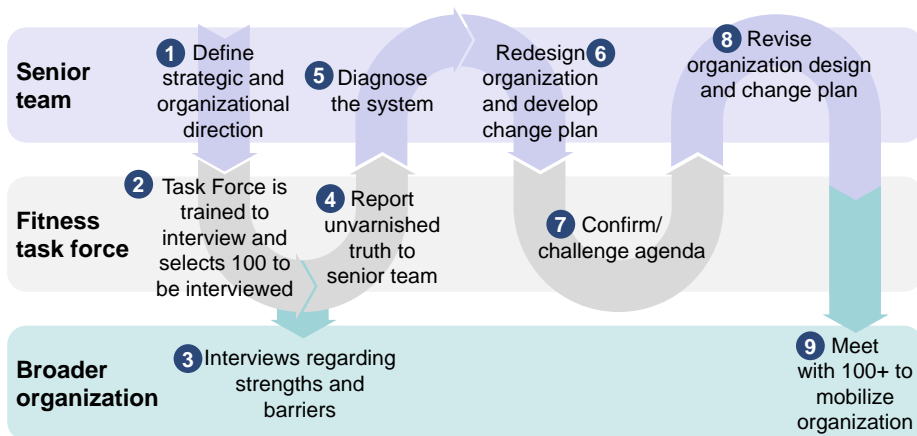 Senior
team
1 Define
strategic and
organizational
direction
5 Diagnose
the system
Redesign 6
organization
and develop
change plan
8 Revise
organization design
and change plan
Fitness
task force
2 Task Force is
trained to
interview and
selects 100 to
be interviewed
4 Report
unvarnished
truth to
senior team
7 Confirm/
challenge agenda
Broader
organization
3 Interviews regarding
strengths and
barriers
9 Meet
with 100+ to
mobilize
organization